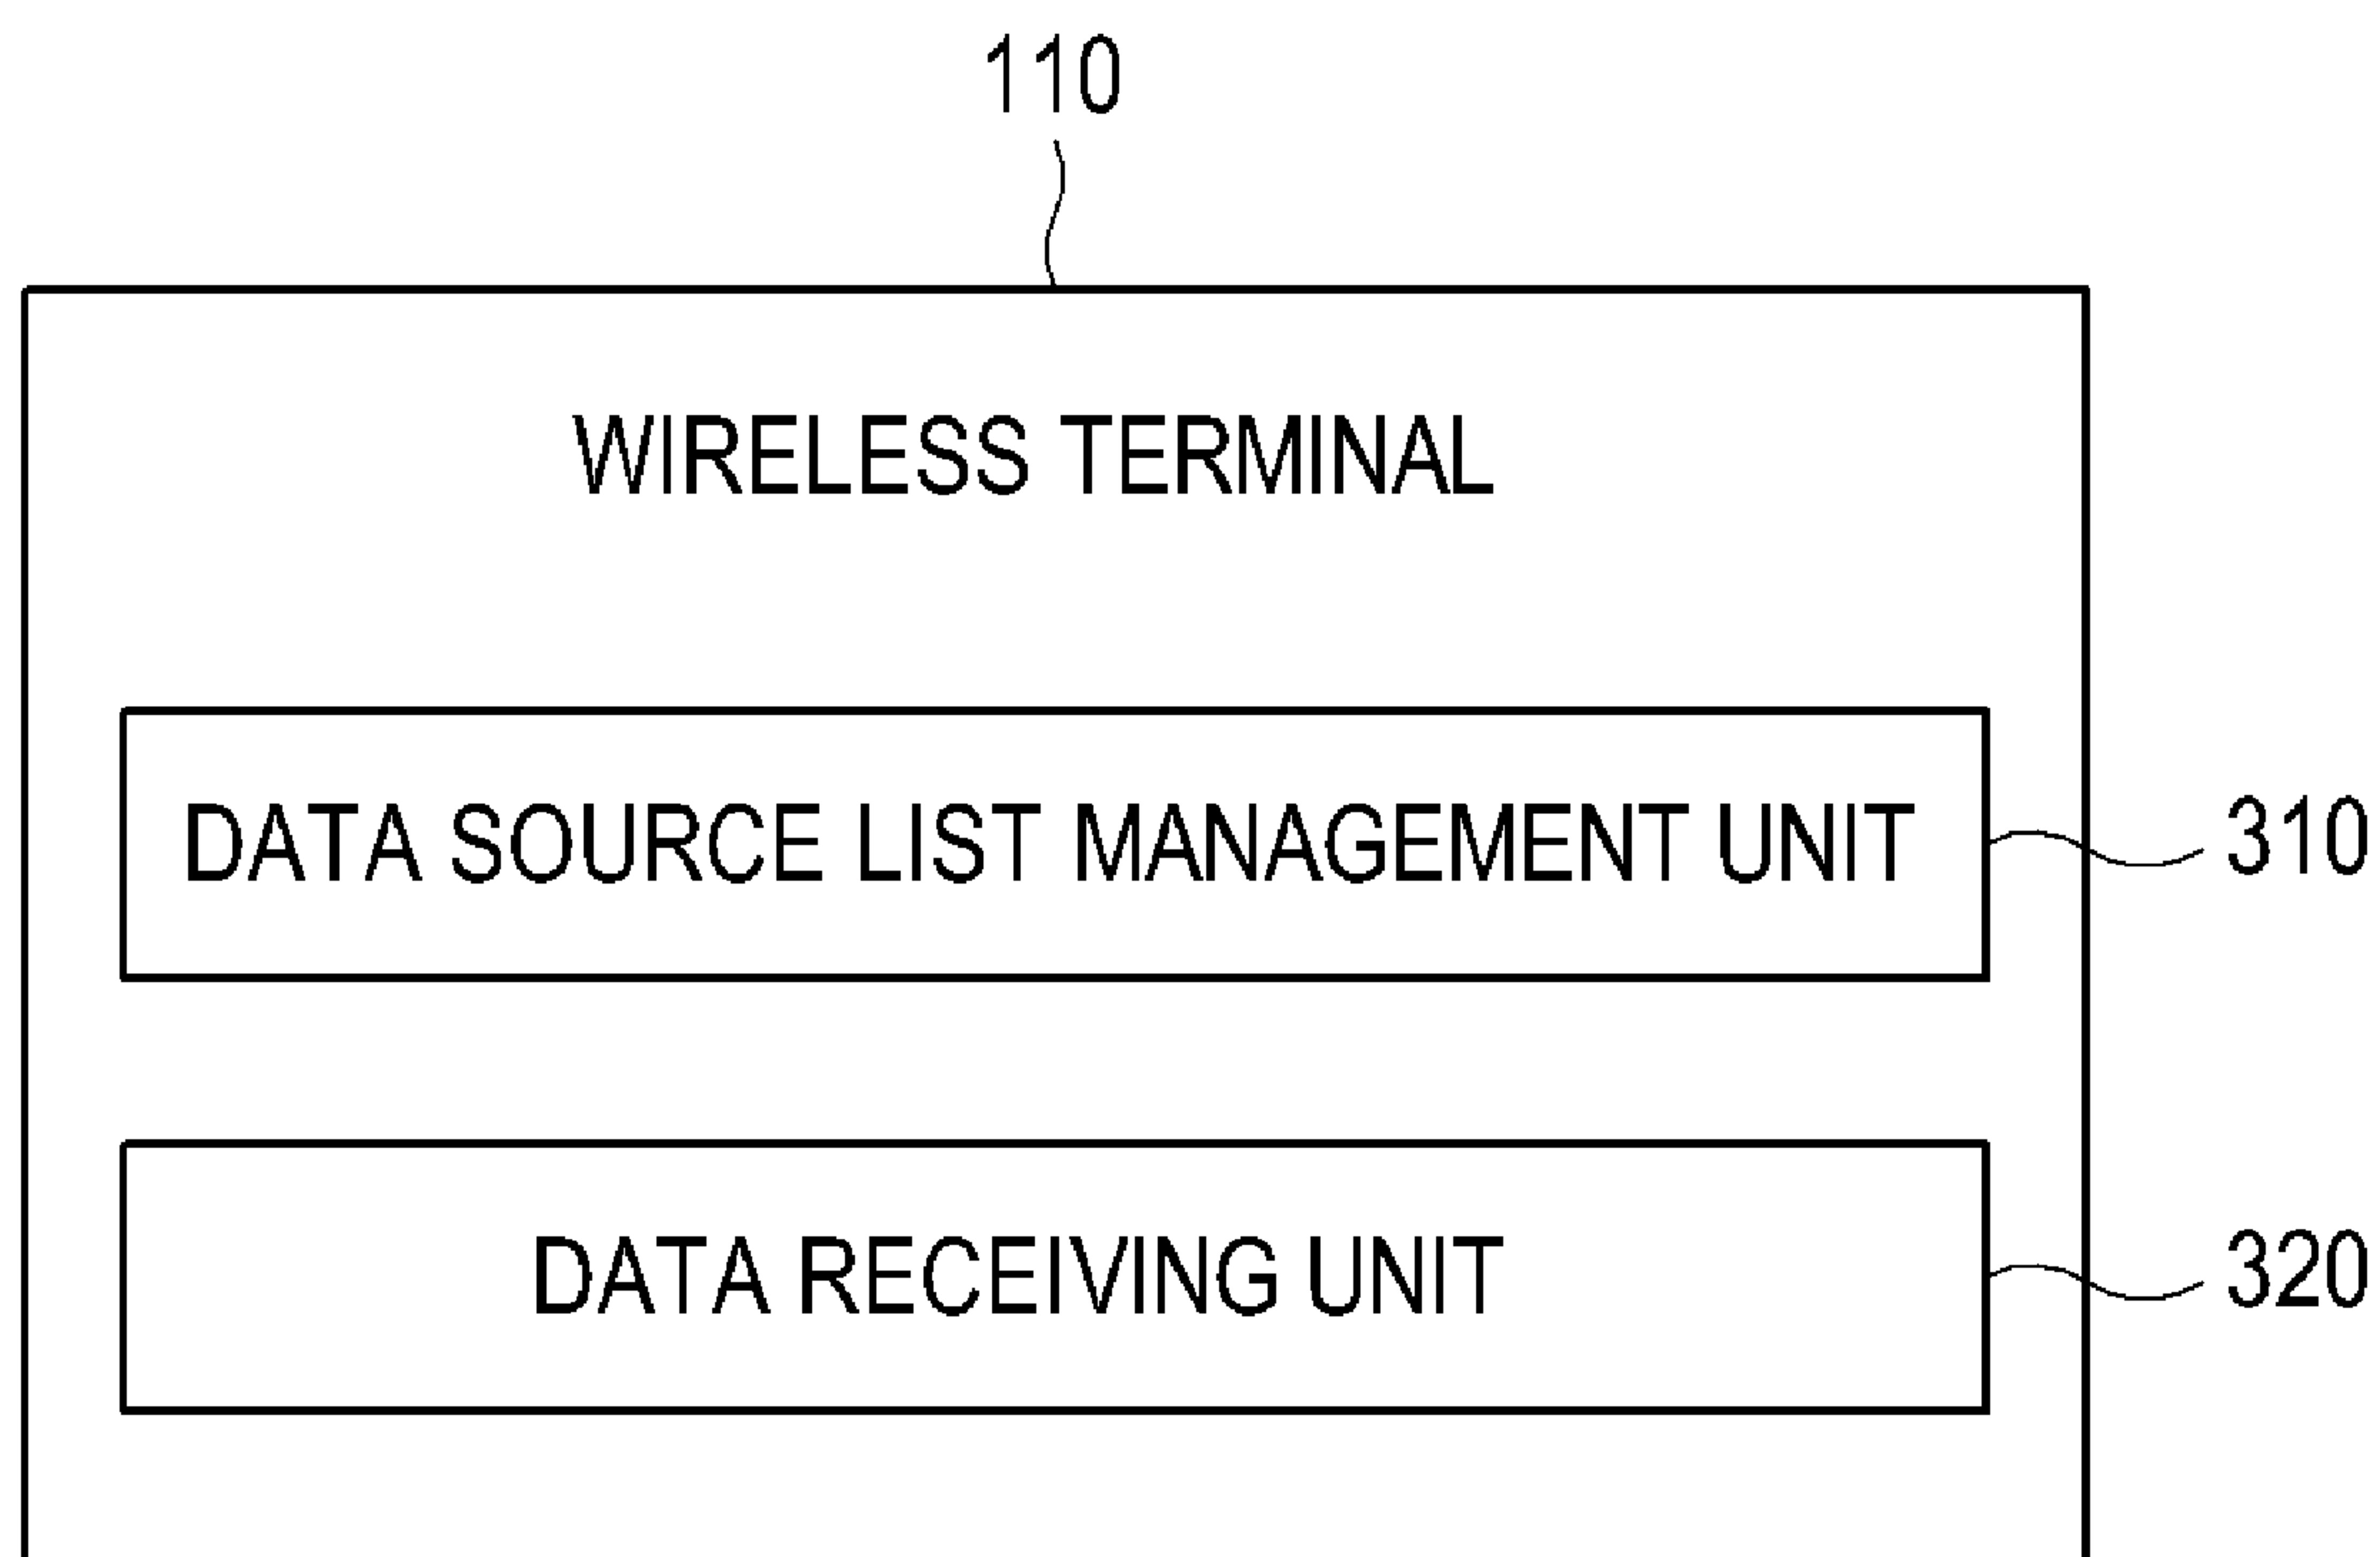 110
WIRELESS TERMINAL
DATA SOURCE LIST MANAGEMENT UNIT
310
DATA RECEIVING UNIT
320